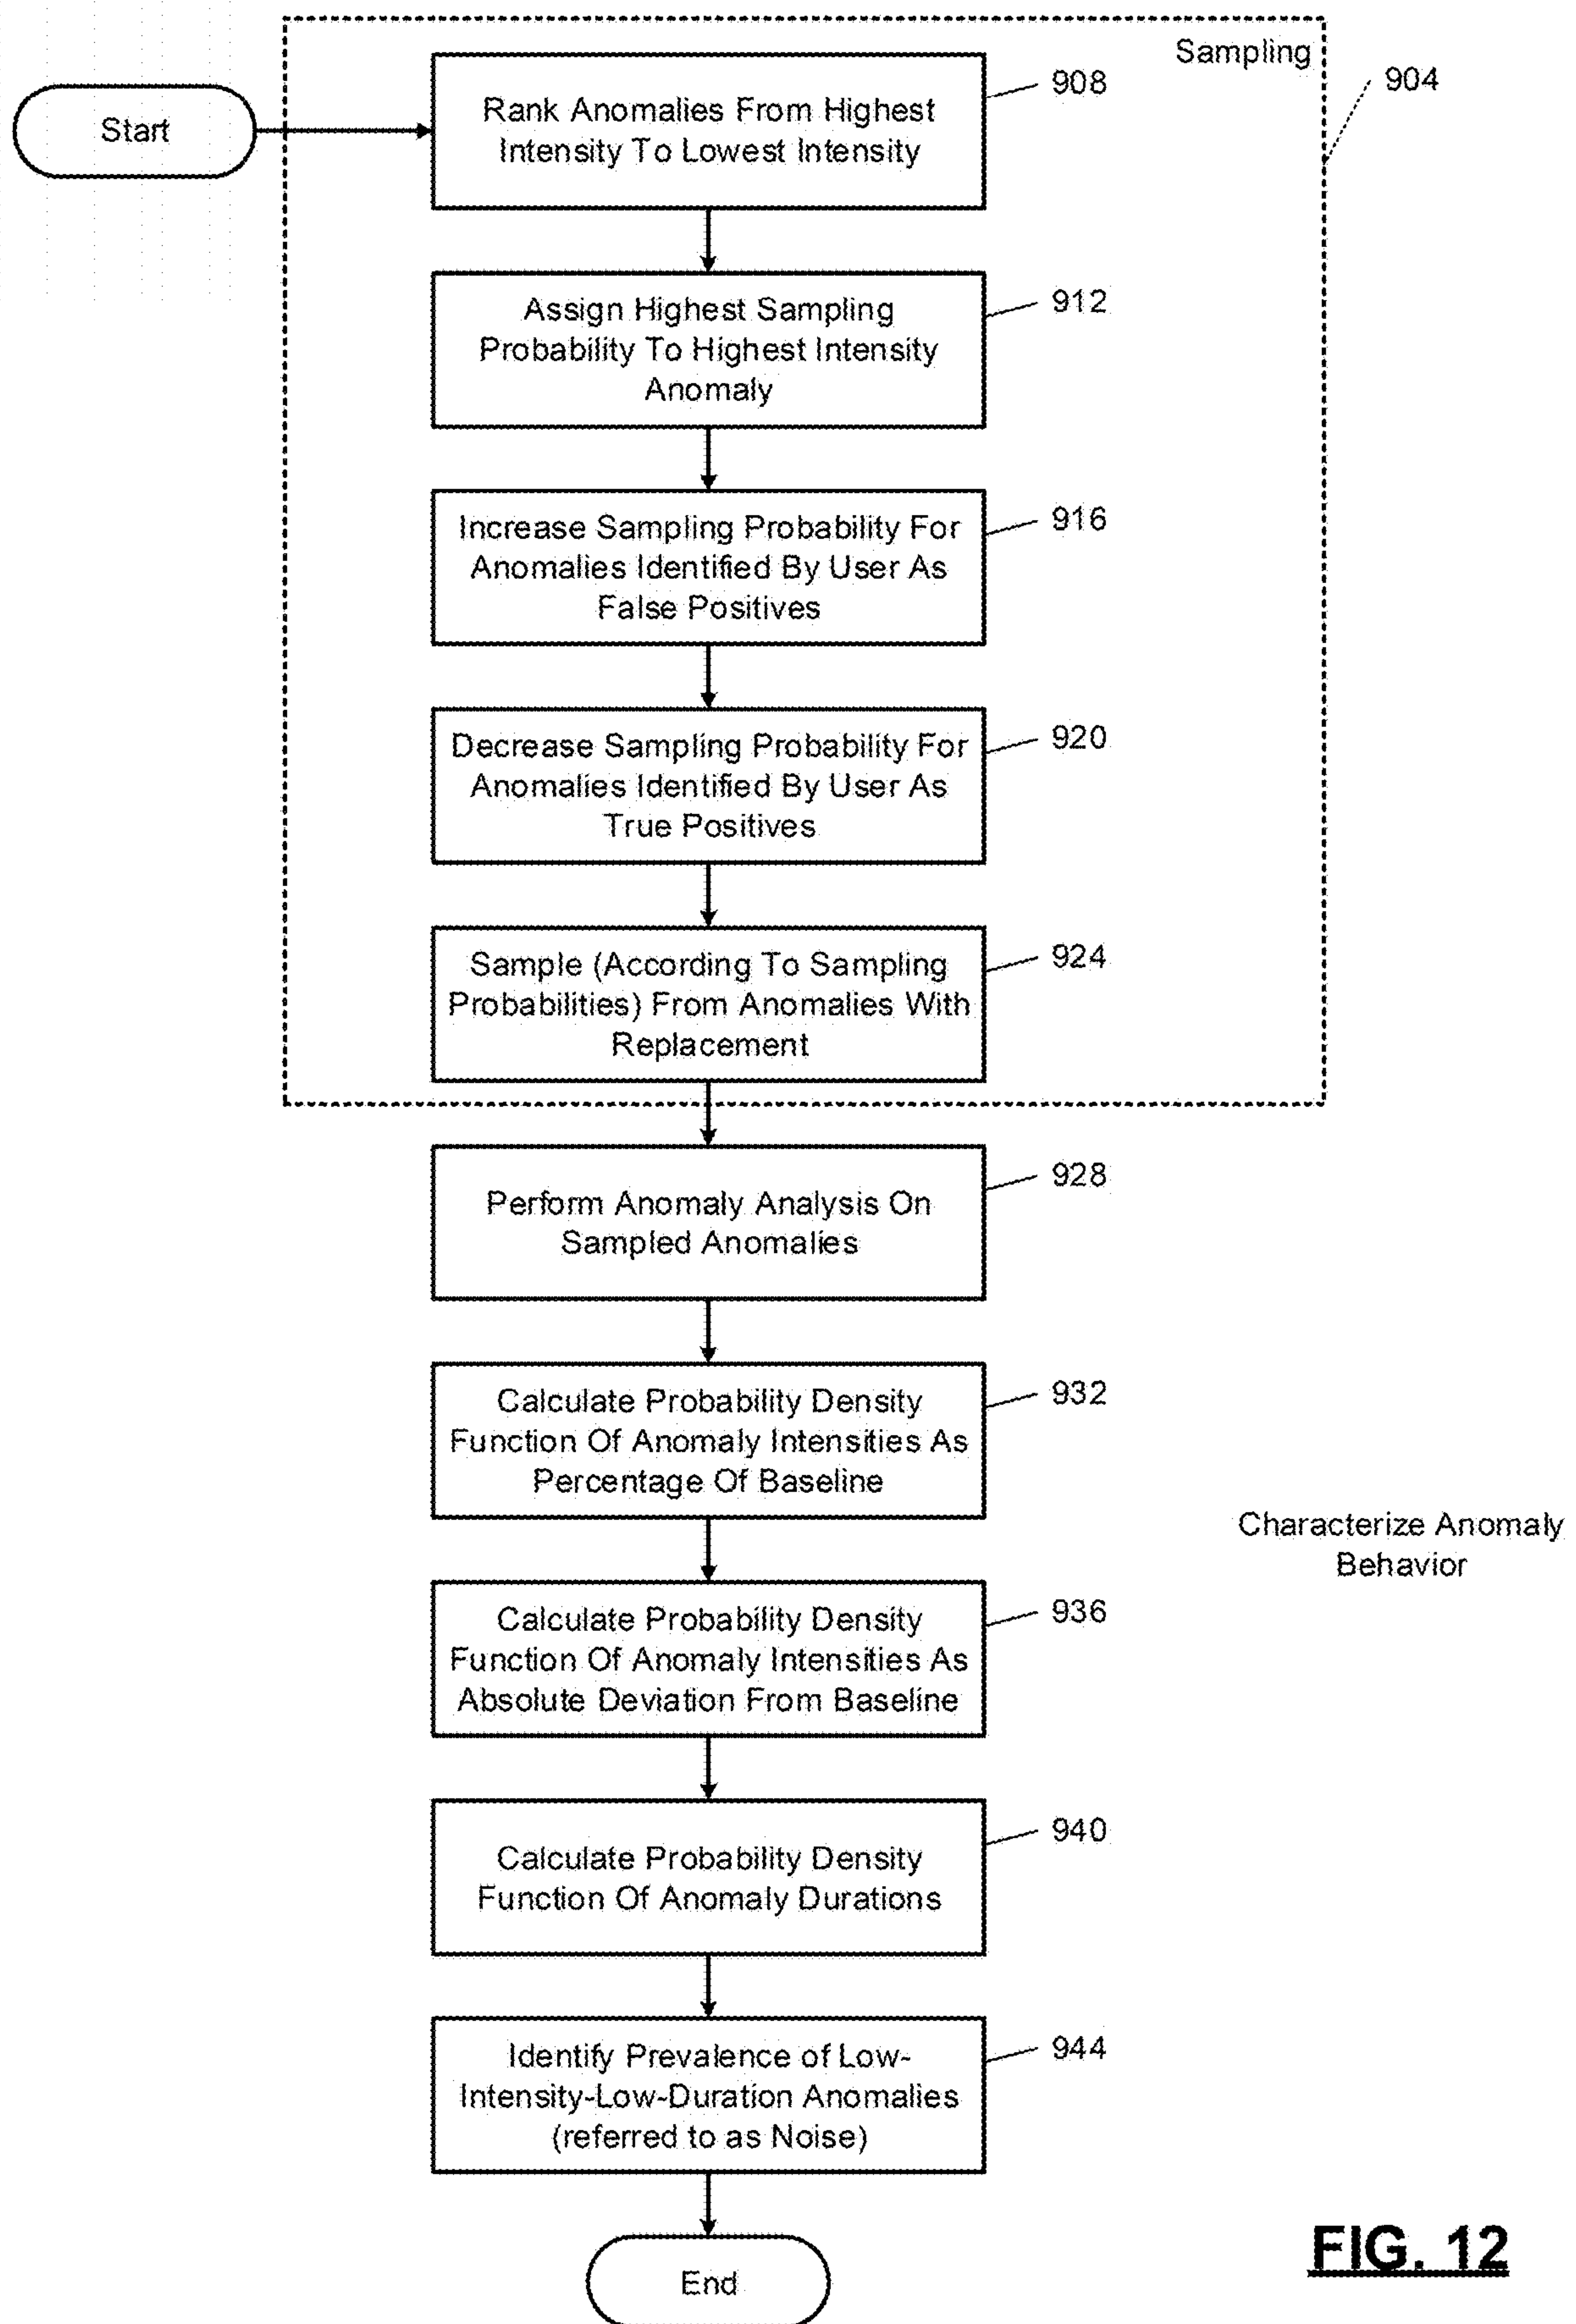 Sampling
904
Start
Rank Anomalies From Highest
Intensity To Lowest Intensity
908
Assign Highest Sampling
Probability To Highest Intensity
Anomaly
912
Increase Sampling Probability For
Anomalies Identified By User As
False Positives
916
Decrease Sampling Probability For
Anomalies Identified By User As
True Positives
920
Sample (According To Sampling
Probabilities) From Anomalies With
Replacement
924
Perform Anomaly Analysis On
Sampled Anomalies
928
Calculate Probability Density
Function Of Anomaly Intensities As
Percentage Of Baseline
932
Characterize Anomaly
Behavior
Calculate Probability Density
Function Of Anomaly Intensities As
Absolute Deviation From Baseline
936
Calculate Probability Density
Function Of Anomaly Durations
940
Identify Prevalence of Low-
Intensity-Low-Duration Anomalies
(referred to as Noise)
944
End
FIG. 12